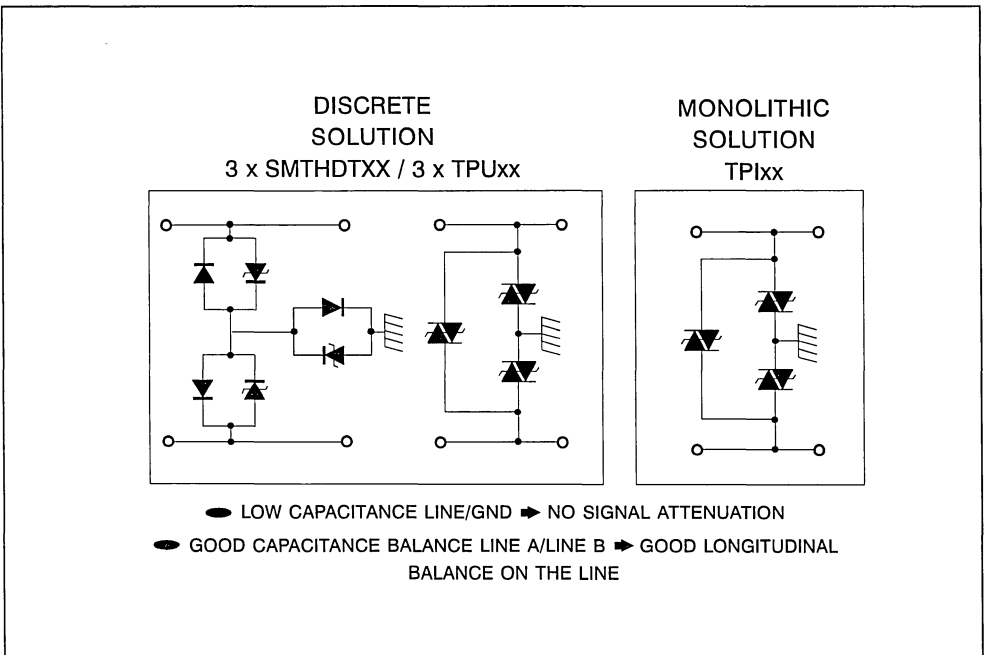 DISCRETE
SOLUTION
3 x SMTHDTXX / 3 x TPUxx
MONOLITHIC
SOLUTION
TPIxx
LOW CAPACITANCE LINE/GND ➡ NO SIGNAL ATTENUATION
GOOD CAPACITANCE BALANCE LINE A/LINE B ➡ GOOD LONGITUDINAL
BALANCE ON THE LINE